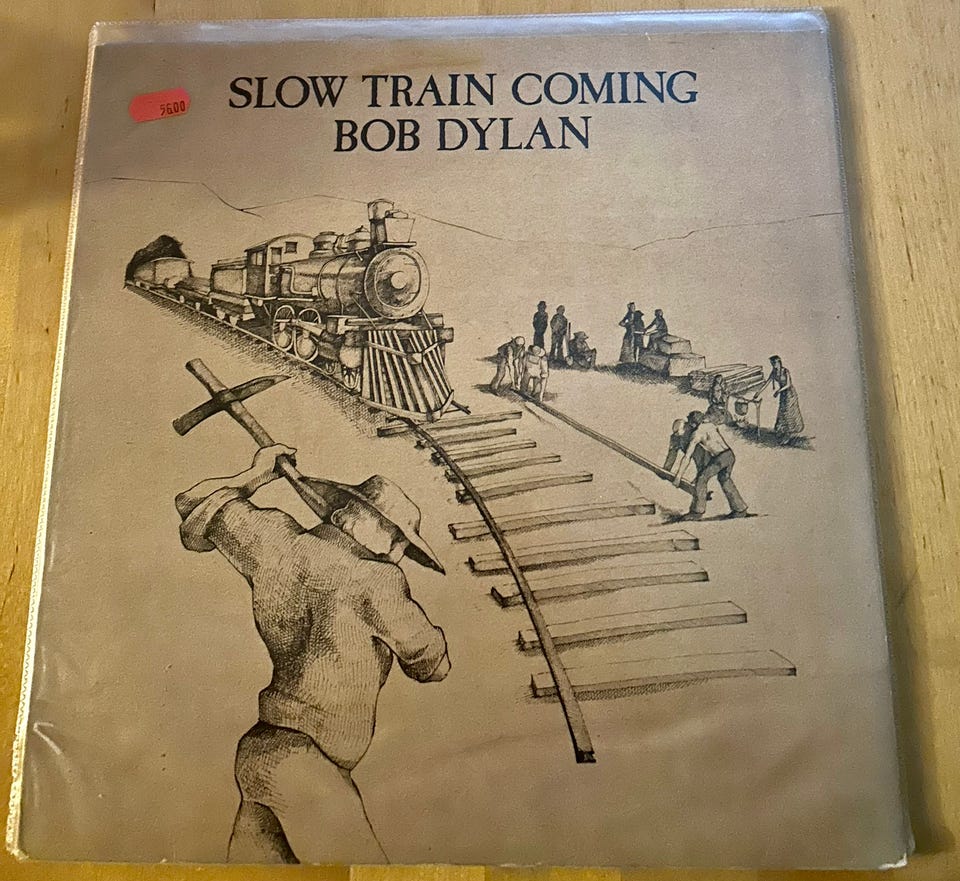 SLOW TRAIN COMING
BOB DYLAN
5600